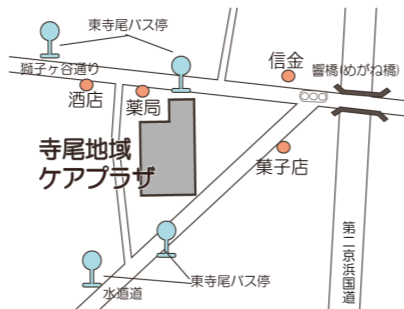 東寺尾バス停
獅子ヶ谷通り
信金
響橋(めがね橋)
酒店
薬局
寺尾地域
ケアプラザ
菓子店
第二京浜国道
東寺尾バス停
水道道